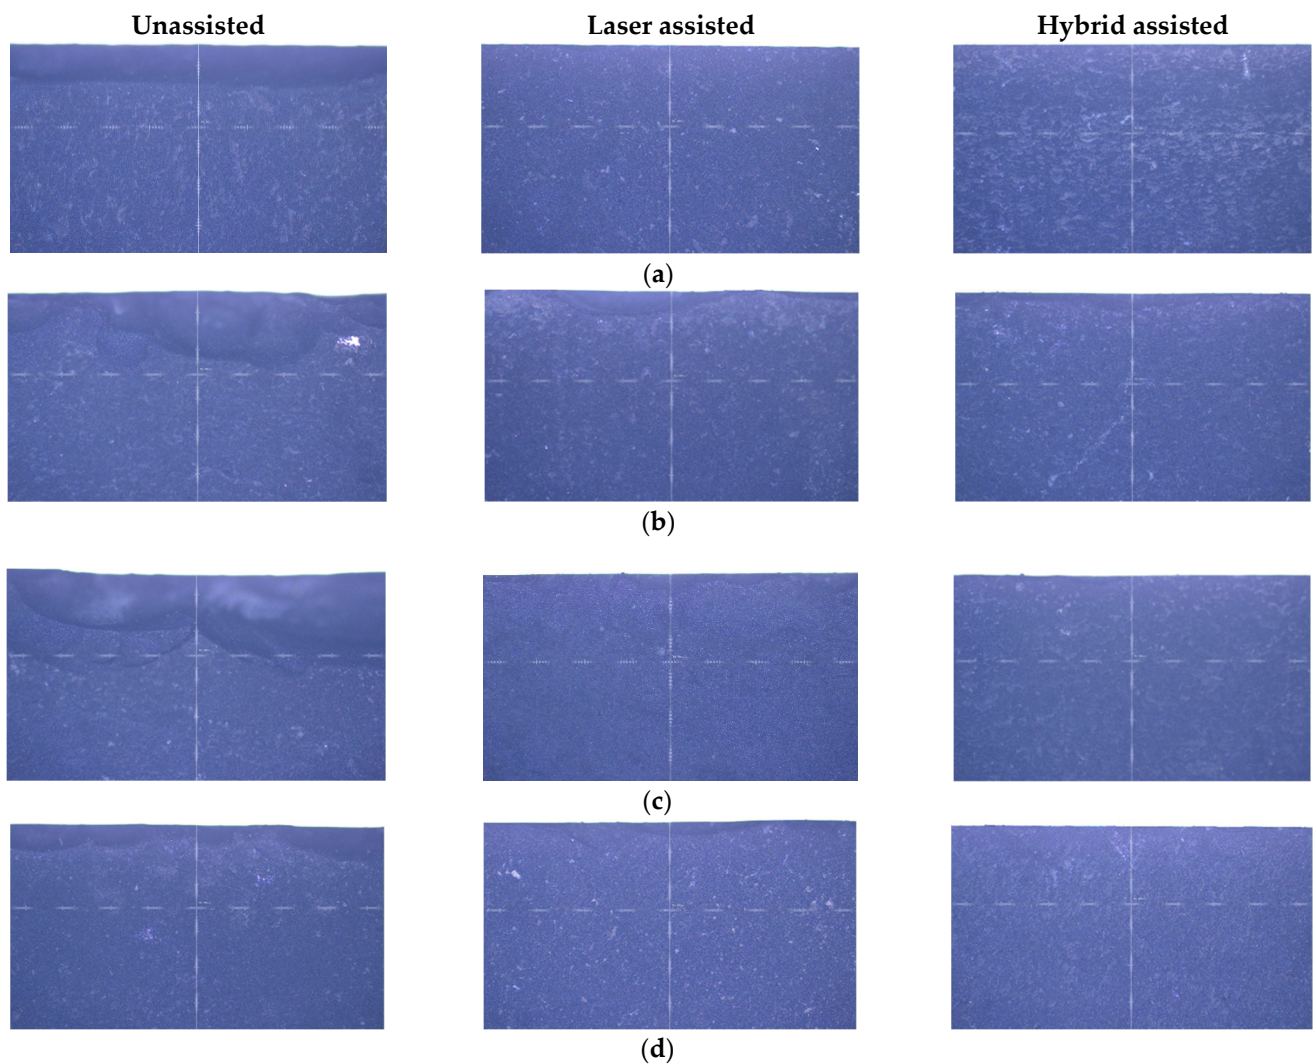 Unassisted Laser assisted Hybrid assisted
(a)
(b)
(c)
(d)